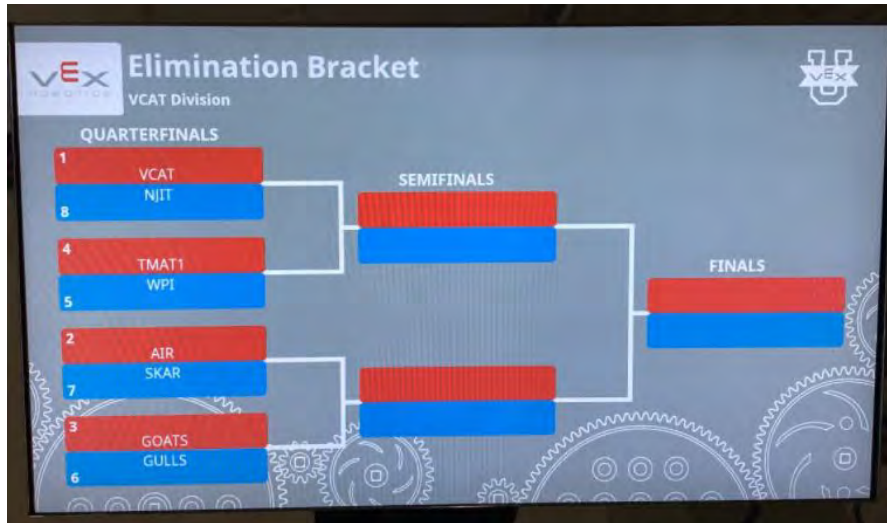 VEX
ROBOTICS
Elimination Bracket
VCAT Division
VEX
U
QUARTERFINALS
1
VCAT
NJIT
8
4
TMAT1
WPI
5
2
AIR
SKAR
7
3
GOATS
GULLS
6
SEMIFINALS
FINALS